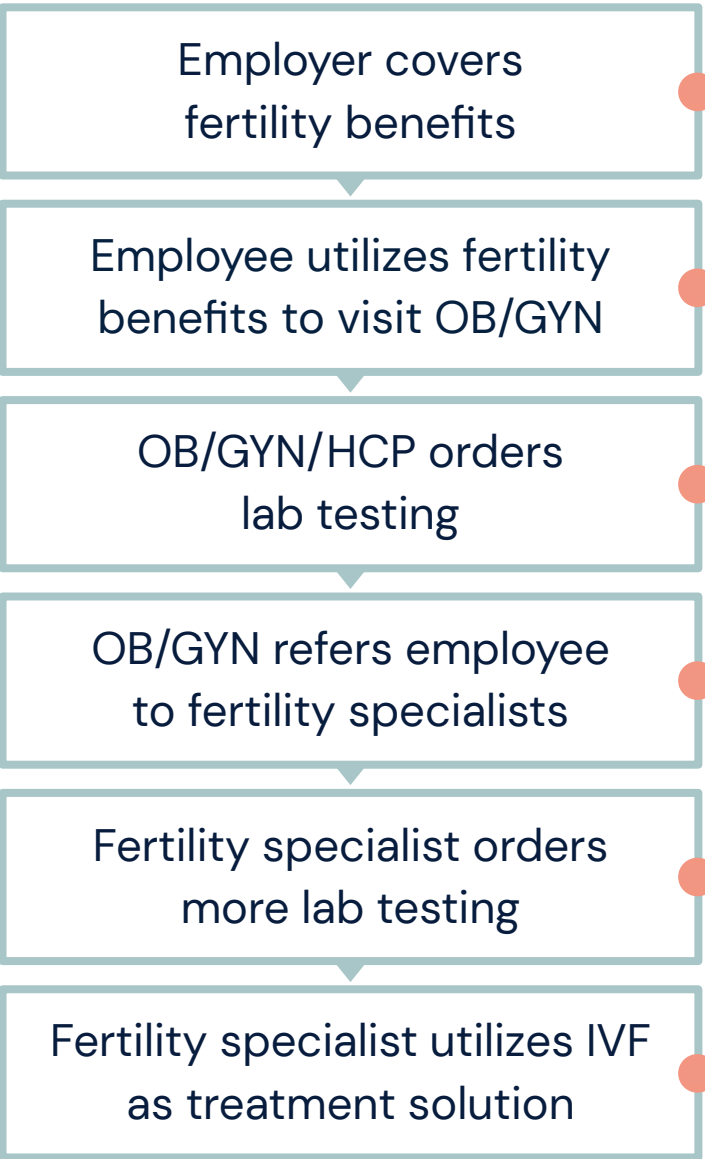 Employer covers
fertility benefits
Employee utilizes fertility
benefits to visit OB/GYN
OB/GYN/HCP orders
lab testing
OB/GYN refers employee
to fertility specialists
Fertility specialist orders
more lab testing
Fertility specialist utilizes IVF
as treatment solution